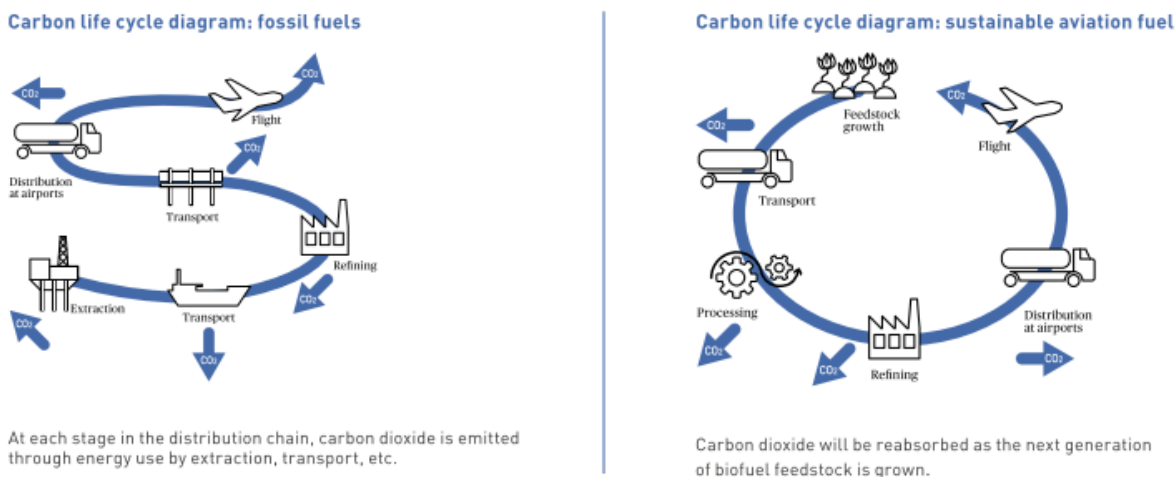 Carbon life cycle diagram: fossil fuels
CO2
CO2
Flight
CO2
Distribution
at airports
Transport
Refining
CO2
Extraction
Transport
CO2
CO2
At each stage in the distribution chain, carbon dioxide is emitted
through energy use by extraction, transport, etc.
Carbon life cycle diagram: sustainable aviation fuel
CO2
Feedstock
growth
CO2
Flight
Transport
Processing
Distribution
at airports
CO2
CO2
CO2
Refining
Carbon dioxide will be reabsorbed as the next generation
of biofuel feedstock is grown.